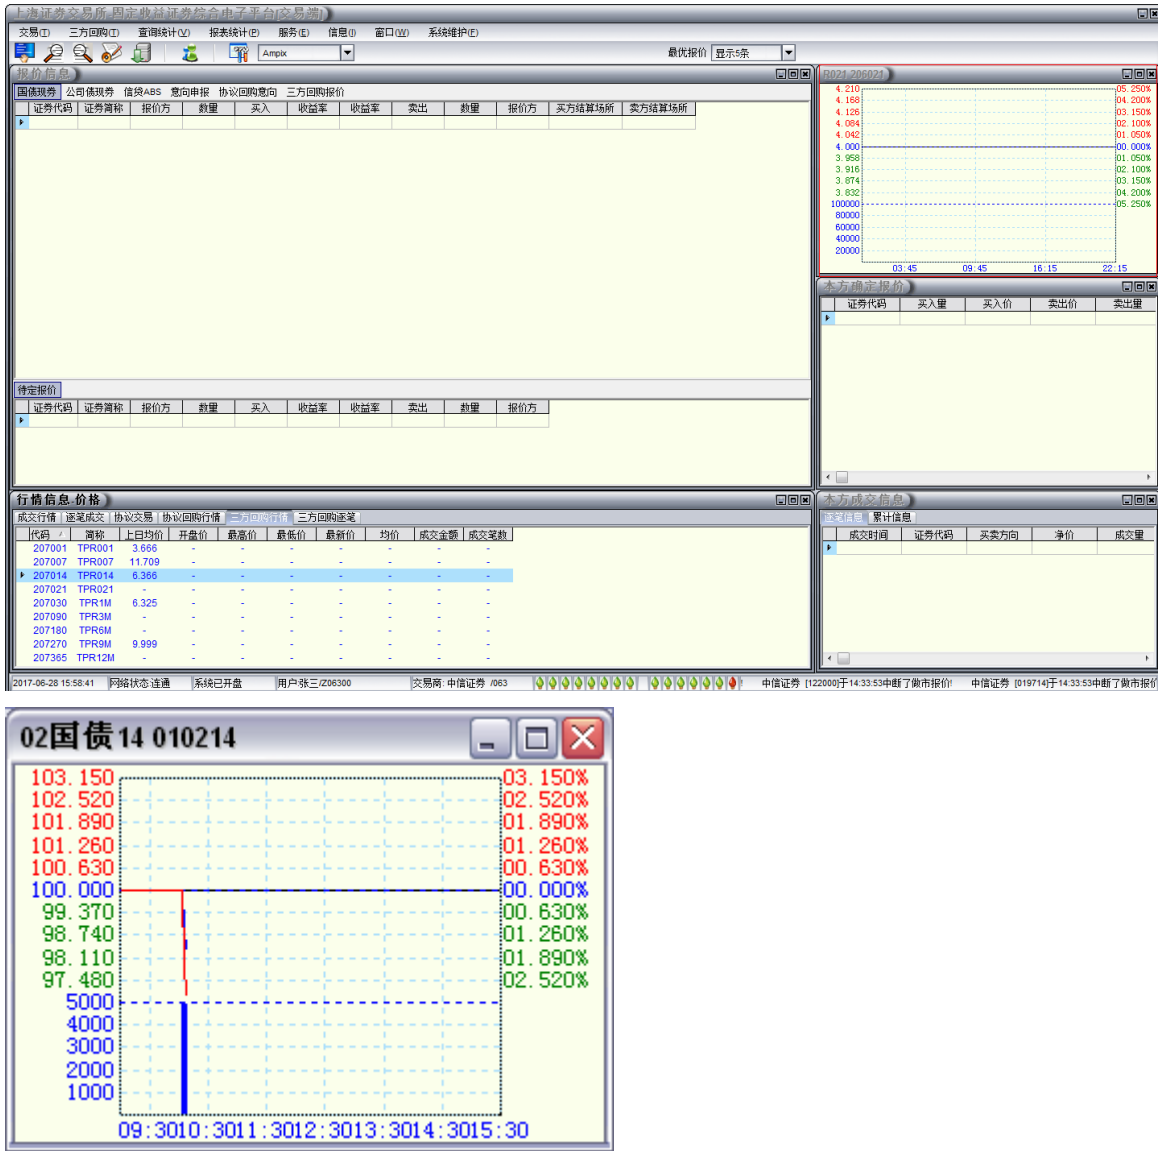 上海证券交易所-固定收益证券综合电子平台[交易端]
交易(T) 三方回购(T) 查询统计(V) 报表统计(P) 服务(E) 信息(I) 窗口(W) 系统维护(F)
Ampix 最优报价 显示5条
报价信息
国债现券 公司债现券 信贷ABS 意向申报 协议回购意向 三方回购报价
证券代码 证券简称 报价方 数量 买入 收益率 收益率 卖出 数量 报价方 买方结算场所 卖方结算场所
待定报价
证券代码 证券简称 报价方 数量 买入 收益率 收益率 卖出 数量 报价方
R021 206021
4.210 05.250%
4.168 04.200%
4.126 03.150%
4.084 02.100%
4.042 01.050%
4.000 00.000%
3.958 01.050%
3.916 02.100%
3.874 03.150%
3.832 04.200%
100000 05.250%
80000
60000
40000
20000
03:45 09:45 16:15 22:15
本方确定报价
证券代码 买入量 买入价 卖出价 卖出量
行情信息-价格
成交行情 逐笔成交 协议交易 协议回购行情 三方回购行情 三方回购逐笔
代码 简称 上日均价 开盘价 最高价 最低价 最新价 均价 成交金额 成交笔数
207001 TPR001 3.666 - - - - - - -
207007 TPR007 11.709 - - - - - - -
207014 TPR014 6.366 - - - - - - -
207021 TPR021 - - - - - - - -
207030 TPR1M 6.325 - - - - - - -
207090 TPR3M - - - - - - - -
207180 TPR6M - - - - - - - -
207270 TPR9M 9.999 - - - - - - -
207365 TPR12M - - - - - - - -
本方成交信息
逐笔信息 累计信息
成交时间 证券代码 买卖方向 净价 成交量
2017-06-28 15:58:41 网络状态:连通 系统已开盘 用户:张三/Z06300 交易商: 中信证券 /063 中信证券 [122000]于14:33:53中断了做市报价! 中信证券 [019714]于14:33:53中断了做市报价
02国债14 010214
103.150 03.150%
102.520 02.520%
101.890 01.890%
101.260 01.260%
100.630 00.630%
100.000 00.000%
99.370 00.630%
98.740 01.260%
98.110 01.890%
97.480 02.520%
5000
4000
3000
2000
1000
09:3010:3011:3012:3013:3014:3015:30